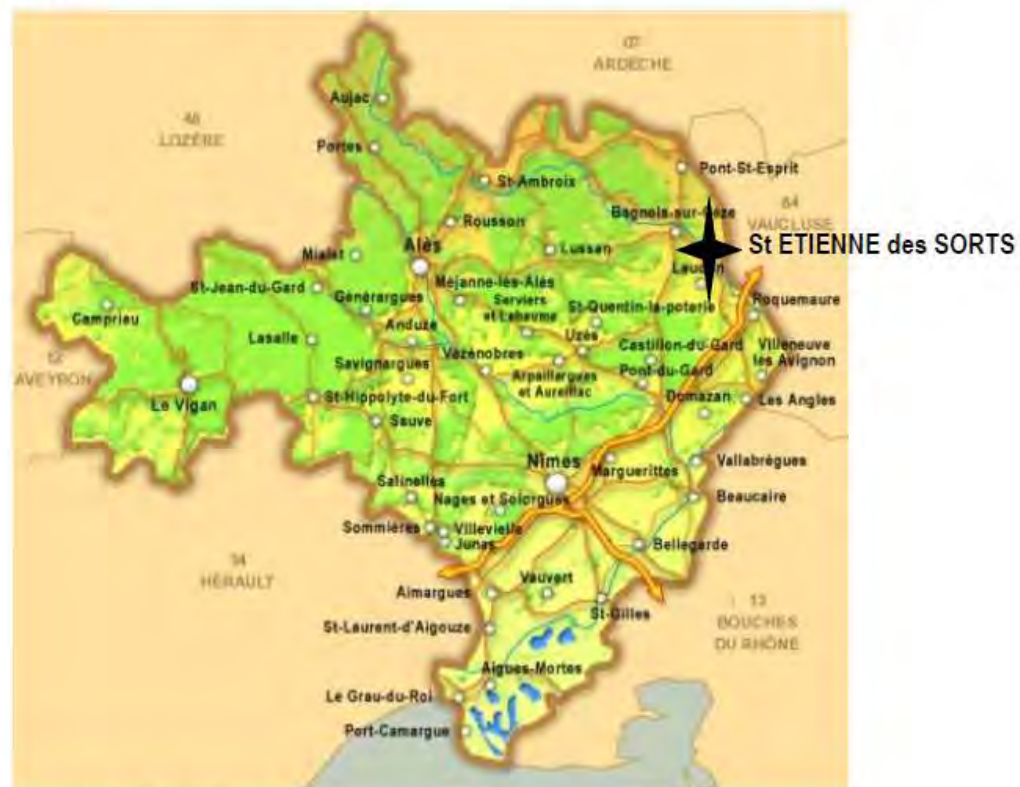 07
ARDÈCHE
Aujac
48
LOZÈRE
Portes
Pont-St-Esprit
St-Ambroix
84
VAUCLUSE
Bagnols-sur-Cèze
Rousson
St ETIENNE des SORTS
Alès
Lussan
Mialet
Laudun
Méjanne-lès-Alès
St-Jean-du-Gard
Générargues
Serviers
et Labaume
St-Quentin-la-poterie
Roquemaure
Camprieu
Anduze
Lasalle
Uzès
Castillon-du-Gard
Villeneuve
les Avignon
12
AVEYRON
Savignargues
Vézénobres
Arpaillargues
et Aureillac
Pont-du-Gard
Domazan
Les Angles
Le Vigan
St-Hippolyte-du-Fort
Sauve
Nîmes
Marguerittes
Vallabrègues
Salinelles
Nages et Solorgues
Beaucaire
Sommières
Villevielle
Junas
Bellegarde
34
HÉRAULT
Aimargues
Vauvert
St-Gilles
13
BOUCHES
DU RHÔNE
St-Laurent-d'Aigouze
Aigues-Mortes
Le Grau-du-Roi
Port-Camargue